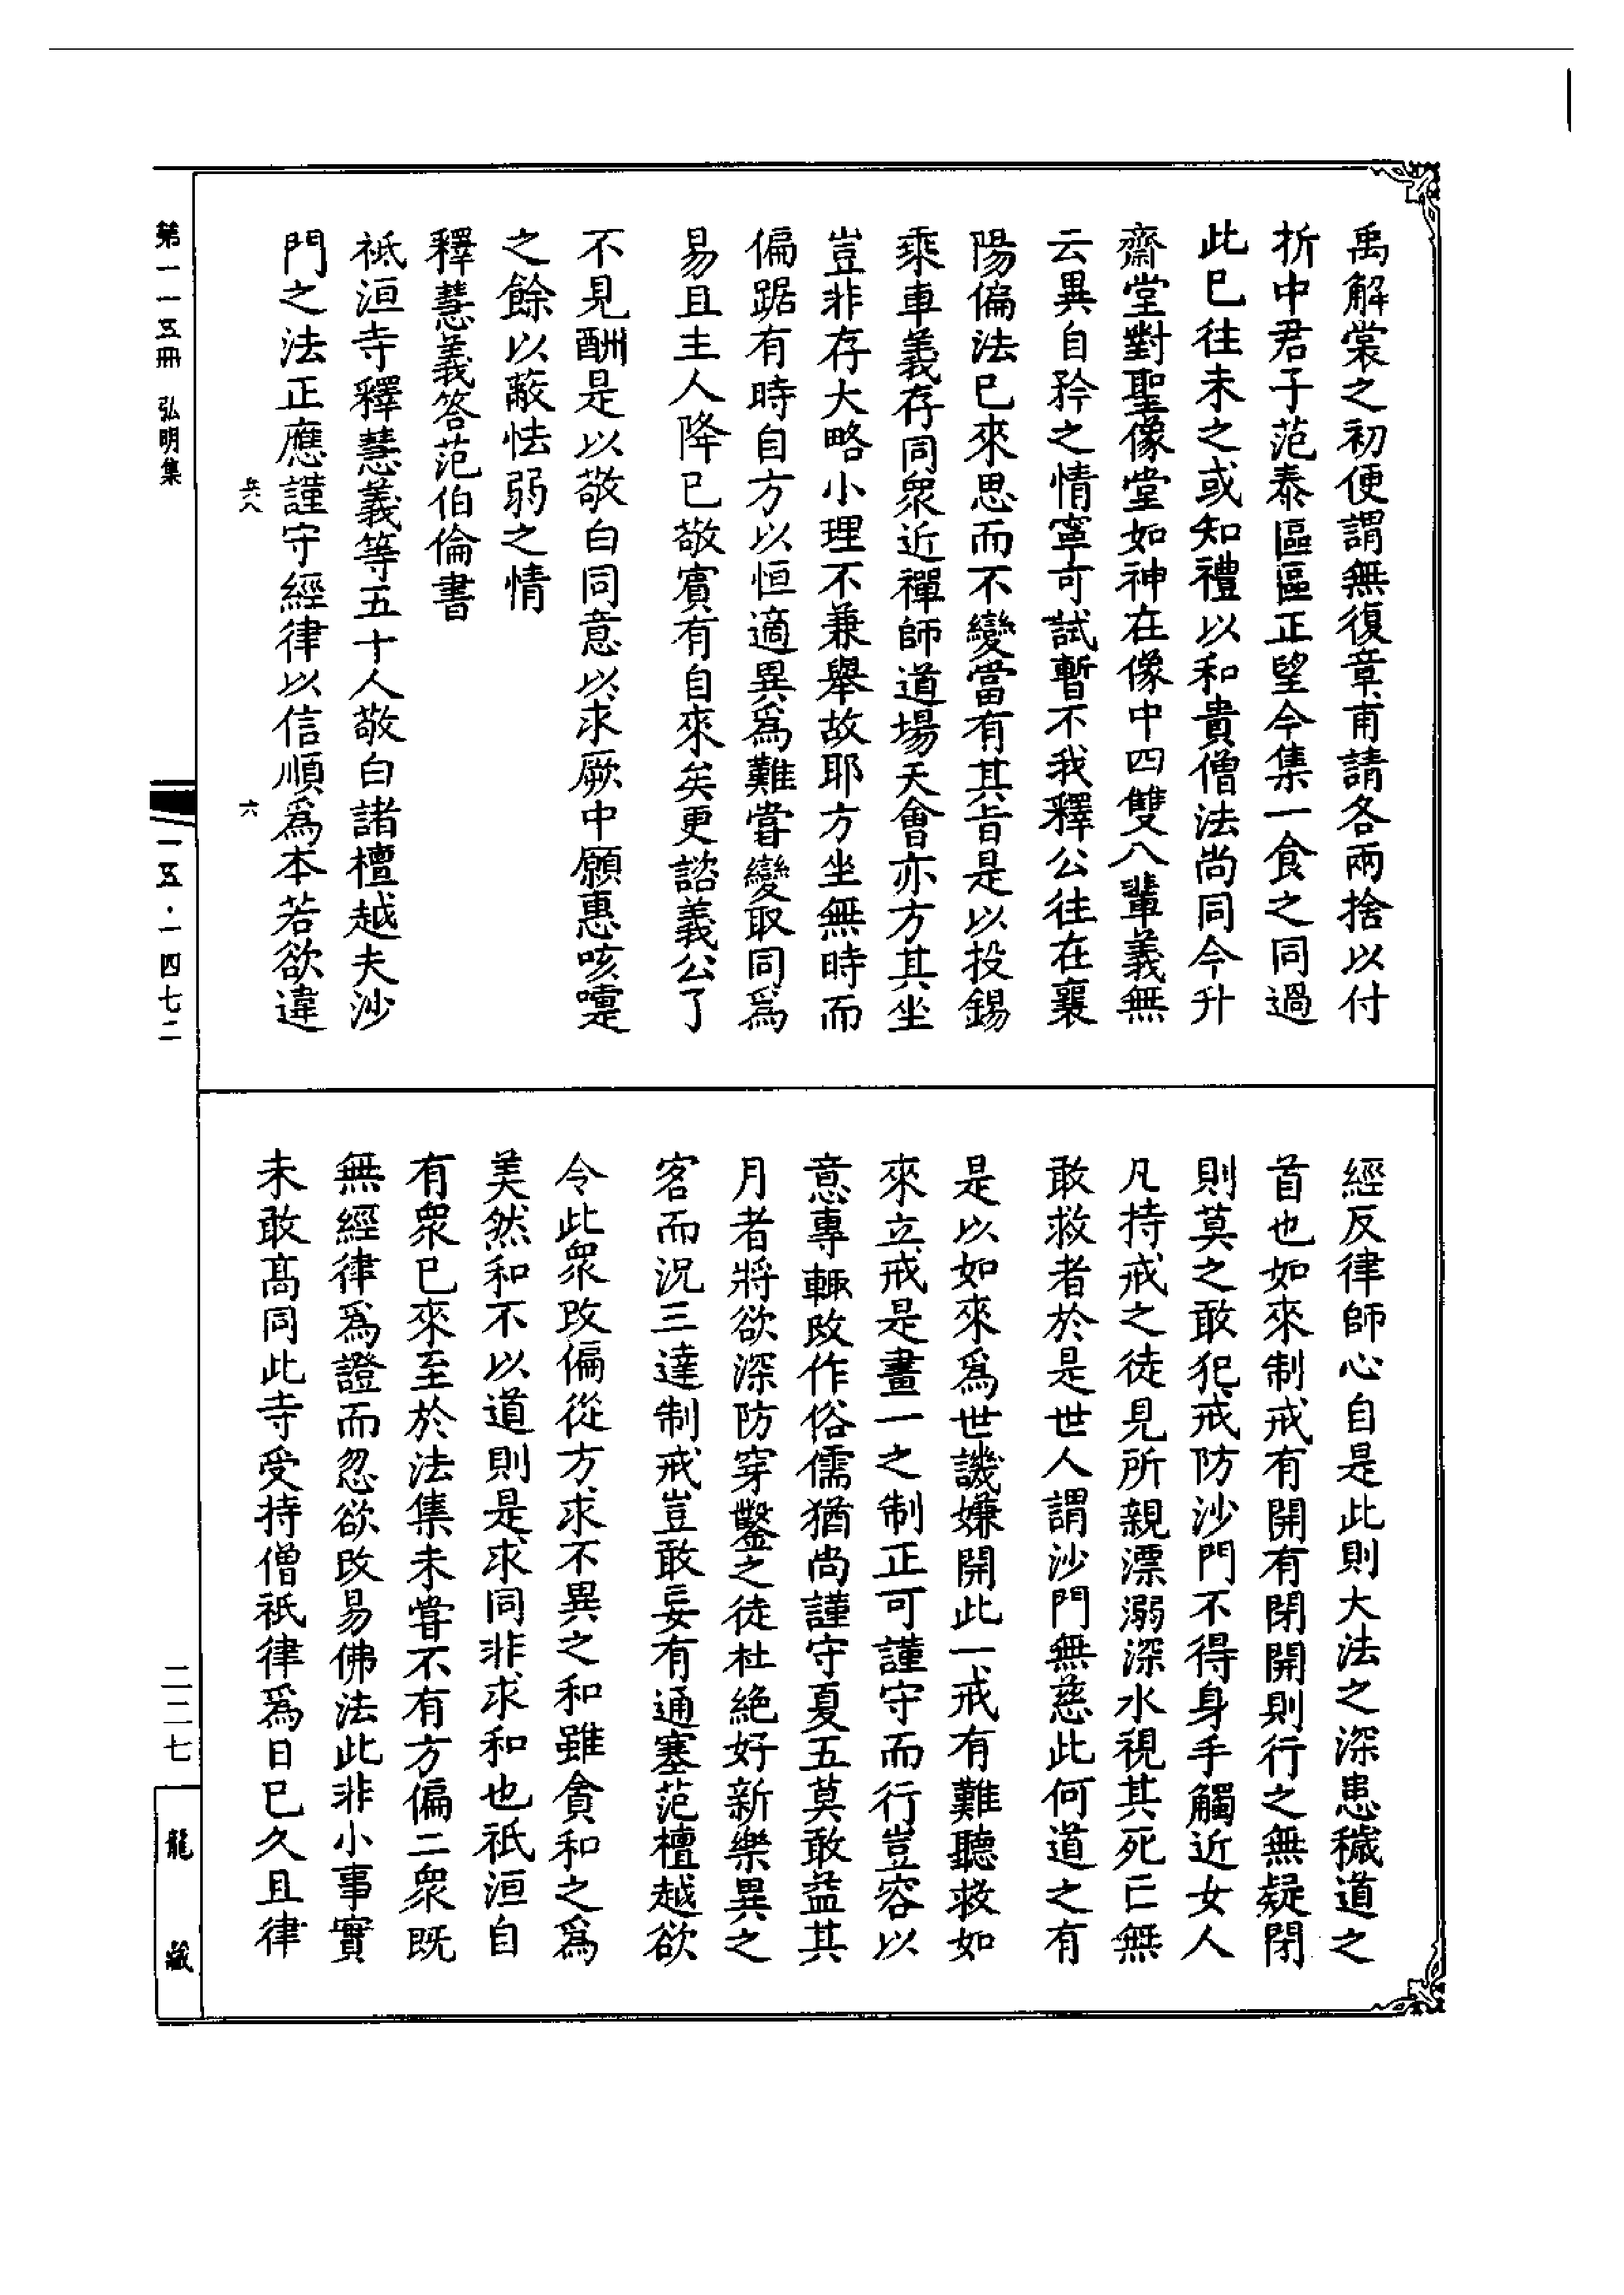 禹解裳之初便謂無復章甫請各兩捨以付
折中君子范泰區區正望今集一食之同過
此已往未之或知禮以和貴僧法尚同今升
齋堂對聖像堂如神在像中四雙八輩義無
云異自矜之情寧可試暫不我釋公往在襄
陽偏法已來思而不變當有其旨是以投錫
乘車義存同眾近禪師道場天會亦方其坐
豈非存大略小理不兼舉故耶方坐無時而
偏踞有時自方以恒適異爲難嘗變取同爲
易且主人降已敬賓有自來矣更諮義公了
不見酬是以敬白同意以求厥中願惠咳嚏
之餘以蔽怯弱之情
釋慧義答范伯倫書
祇洹寺釋慧義等五十人敬白諸檀越夫沙
門之法正應謹守經律以信順爲本若欲違
經反律師心自是此則大法之深患穢道之
首也如來制戒有開有閉開則行之無疑閉
則莫之敢犯戒防沙門不得身手觸近女人
凡持戒之徒見所親漂溺深水視其死亡無
敢救者於是世人謂沙門無慈此何道之有
是以如來爲世譏嫌開此一戒有難聽救如
來立戒是畫一之制正可謹守而行豈容以
意專輒改作俗儒猶尚謹守夏五莫敢益其
月者將欲深防穿鑿之徒杜絕好新樂異之
客而況三達制戒豈敢妄有通塞范檀越欲
令此眾改偏從方求不異之和雖貪和之爲
美然和不以道則是求同非求和也祇洹自
有眾已來至於法集未嘗不有方偏二眾既
無經律爲證而忽欲改易佛法此非小事實
未敢高同此寺受持僧祇律爲日已久且律
第一一五冊 弘明集
兵八
六
一五·一四七二
二二七
龍藏